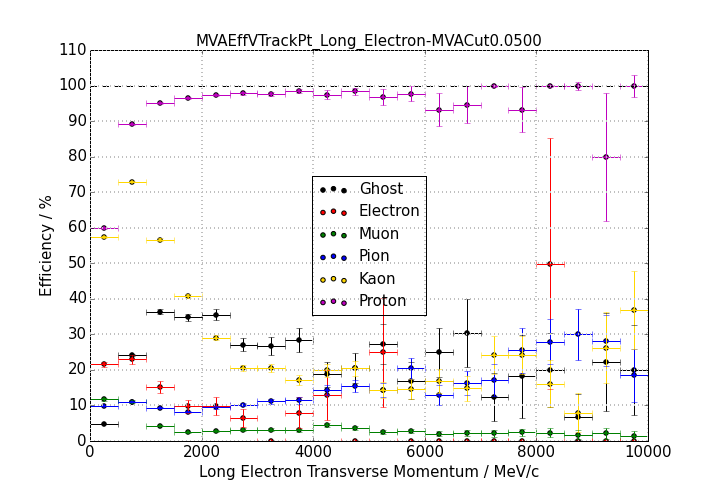 MVAEffVTrackPt_Long_Electron-MVACut0.0500
110
100
90
80
70
60
50
40
30
20
10
0
Efficiency / %
Ghost
Electron
Muon
Pion
Kaon
Proton
0 2000 4000 6000 8000 10000
Long Electron Transverse Momentum / MeV/c